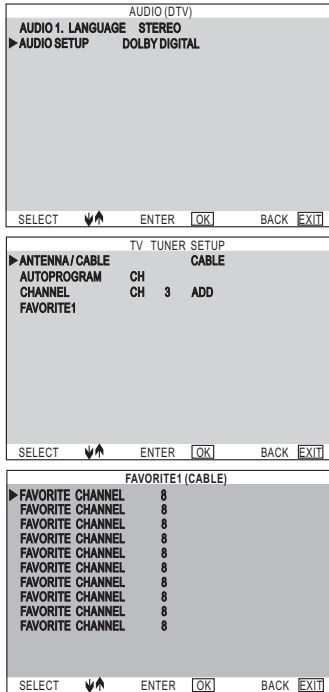 AUDIO (DTV)
AUDIO 1. LANGUAGE STEREO
▶AUDIO SETUP DOLBY DIGITAL
SELECT ENTER OK BACK EXIT
TV TUNER SETUP
▶ANTENNA / CABLE CABLE
AUTOPROGRAM CH
CHANNEL CH 3 ADD
FAVORITE1
SELECT ENTER OK BACK EXIT
FAVORITE1 (CABLE)
▶FAVORITE CHANNEL 8
FAVORITE CHANNEL 8
FAVORITE CHANNEL 8
FAVORITE CHANNEL 8
FAVORITE CHANNEL 8
FAVORITE CHANNEL 8
FAVORITE CHANNEL 8
FAVORITE CHANNEL 8
FAVORITE CHANNEL 8
FAVORITE CHANNEL 8
SELECT ENTER OK BACK EXIT